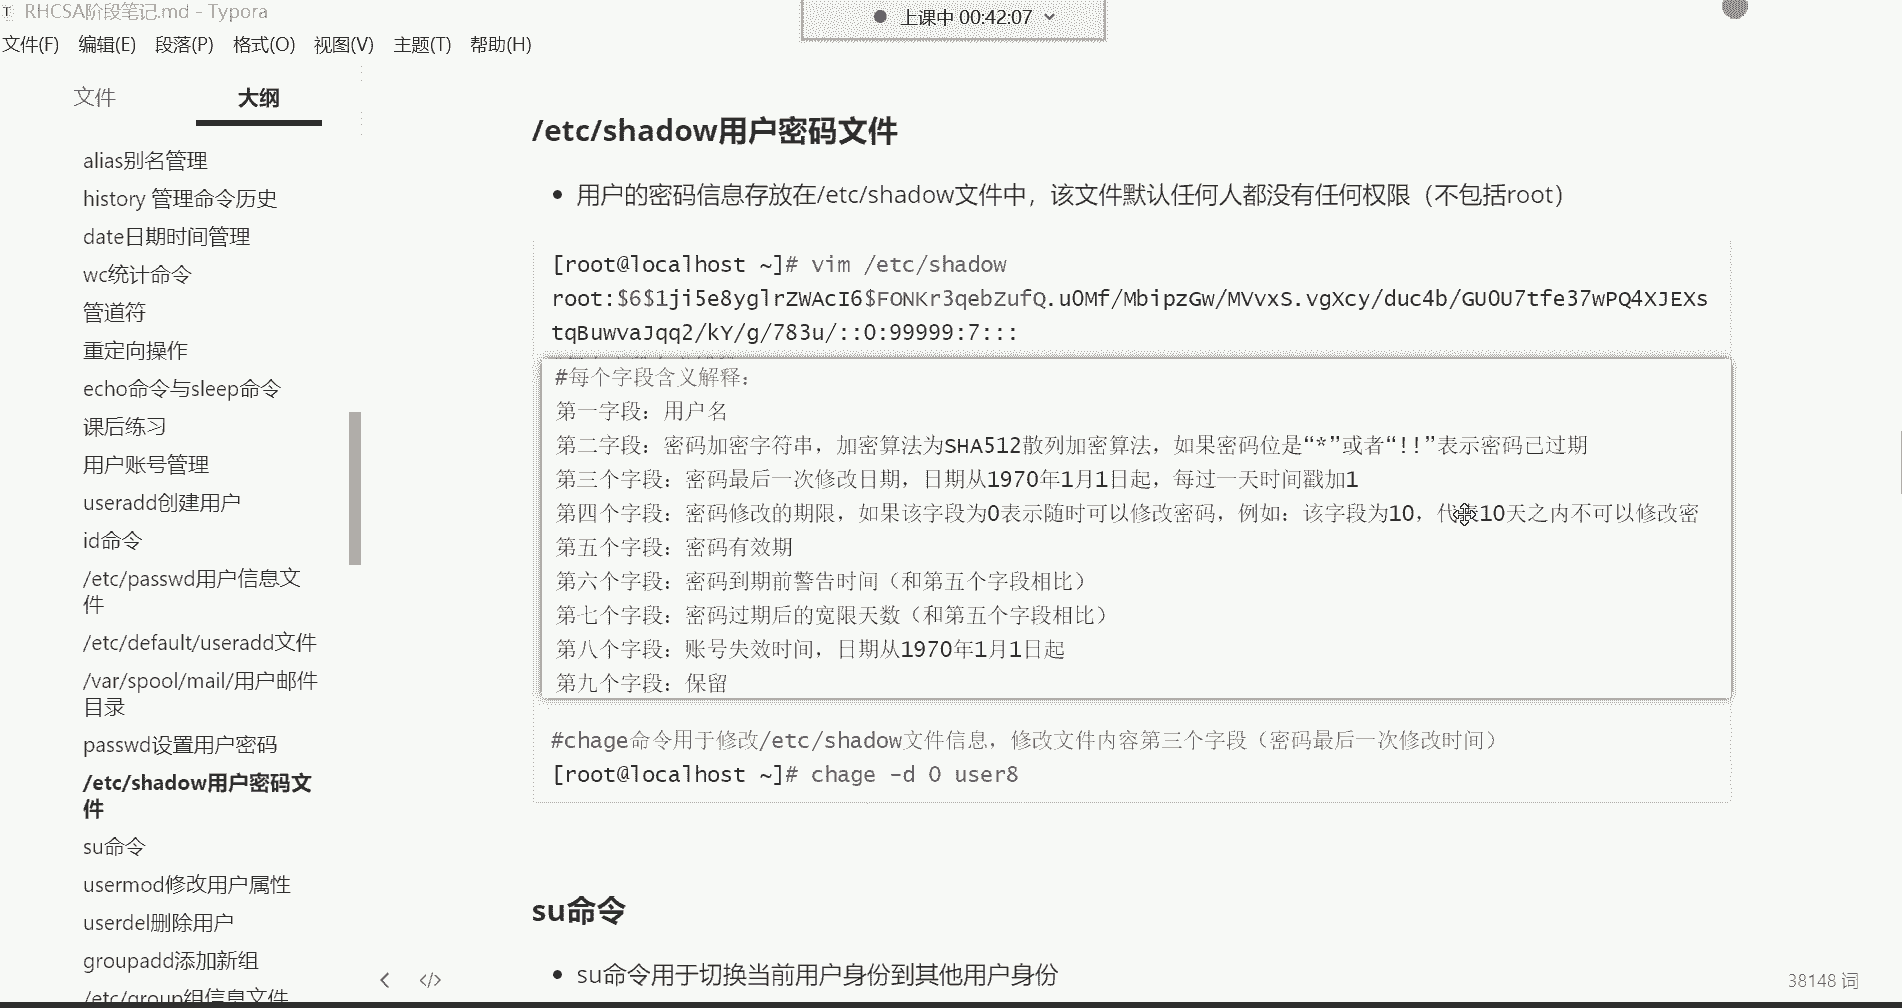 RHCSA阶段笔记.md - Typora
上课中 00:42:07
文件(F) 编辑(E) 段落(P) 格式(O) 视图(V) 主题(T) 帮助(H)
文件 大纲
alias别名管理
history 管理命令历史
date日期时间管理
wc统计命令
管道符
重定向操作
echo命令与sleep命令
课后练习
用户账号管理
useradd创建用户
id命令
/etc/passwd用户信息文
件
/etc/default/useradd文件
/var/spool/mail/用户邮件
目录
passwd设置用户密码
/etc/shadow用户密码文
件
su命令
usermod修改用户属性
userdel删除用户
groupadd添加新组
/etc/group组信息文件
/etc/shadow用户密码文件
用户的密码信息存放在/etc/shadow文件中，该文件默认任何人都没有任何权限（不包括root）
[root@localhost ~]# vim /etc/shadow
root:$6$1ji5e8yglrZWAcI6$FONKr3qebZufQ.u0Mf/MbipzGw/MVvxS.vgXcy/duc4b/GU0U7tfe37wPQ4XJEXs
tqBuwvaJqq2/kY/g/783u/::0:99999:7:::
#每个字段含义解释：
第一字段：用户名
第二字段：密码加密字符串，加密算法为SHA512散列加密算法，如果密码位是“*”或者“!!”表示密码已过期
第三个字段：密码最后一次修改日期，日期从1970年1月1日起，每过一天时间戳加1
第四个字段：密码修改的期限，如果该字段为0表示随时可以修改密码，例如：该字段为10，代表10天之内不可以修改密
第五个字段：密码有效期
第六个字段：密码到期前警告时间（和第五个字段相比）
第七个字段：密码过期后的宽限天数（和第五个字段相比）
第八个字段：账号失效时间，日期从1970年1月1日起
第九个字段：保留
#chage命令用于修改/etc/shadow文件信息，修改文件内容第三个字段（密码最后一次修改时间）
[root@localhost ~]# chage -d 0 user8
su命令
su命令用于切换当前用户身份到其他用户身份
38148 词